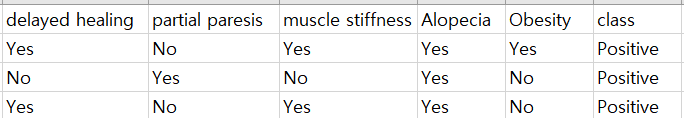 delayed healing partial paresis muscle stiffness Alopecia Obesity class
Yes No Yes Yes Yes Positive
No Yes No Yes No Positive
Yes No Yes Yes No Positive